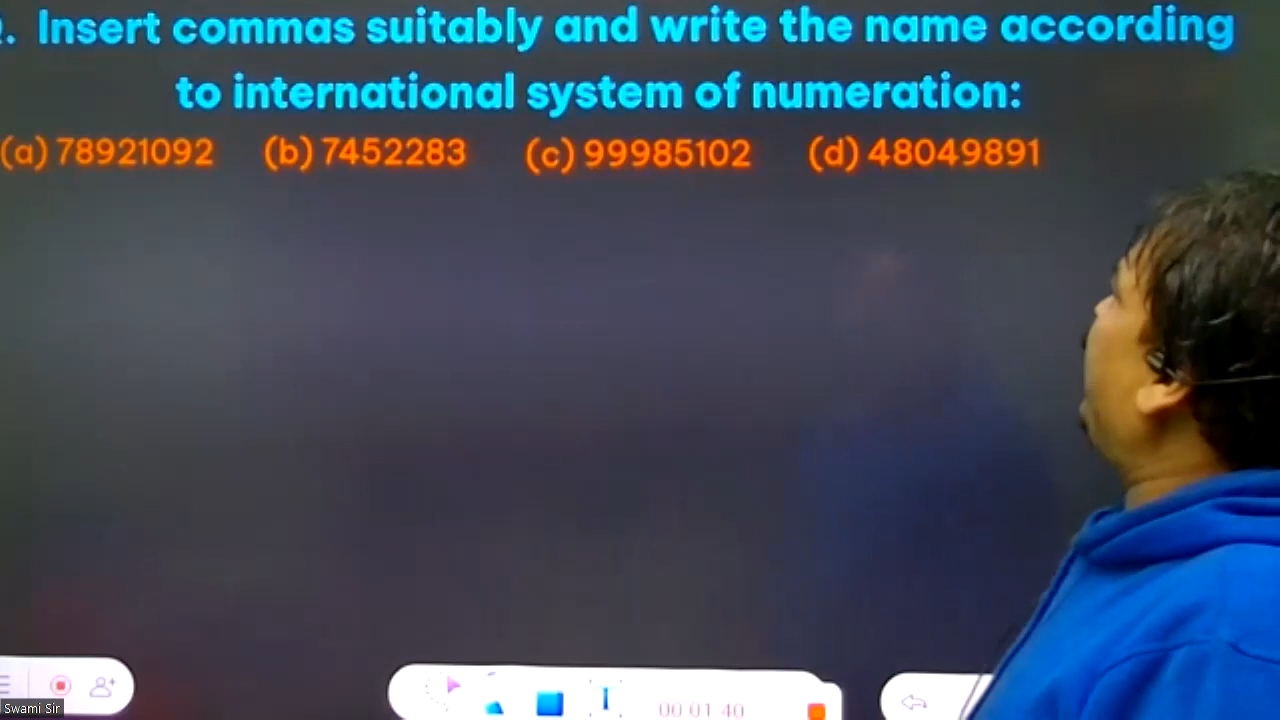 . Insert commas suitably and write the name according
to international system of numeration:
(a) 78921092 (b) 7452283 (c) 99985102 (d) 48049891
00:01:40
Swami Sir